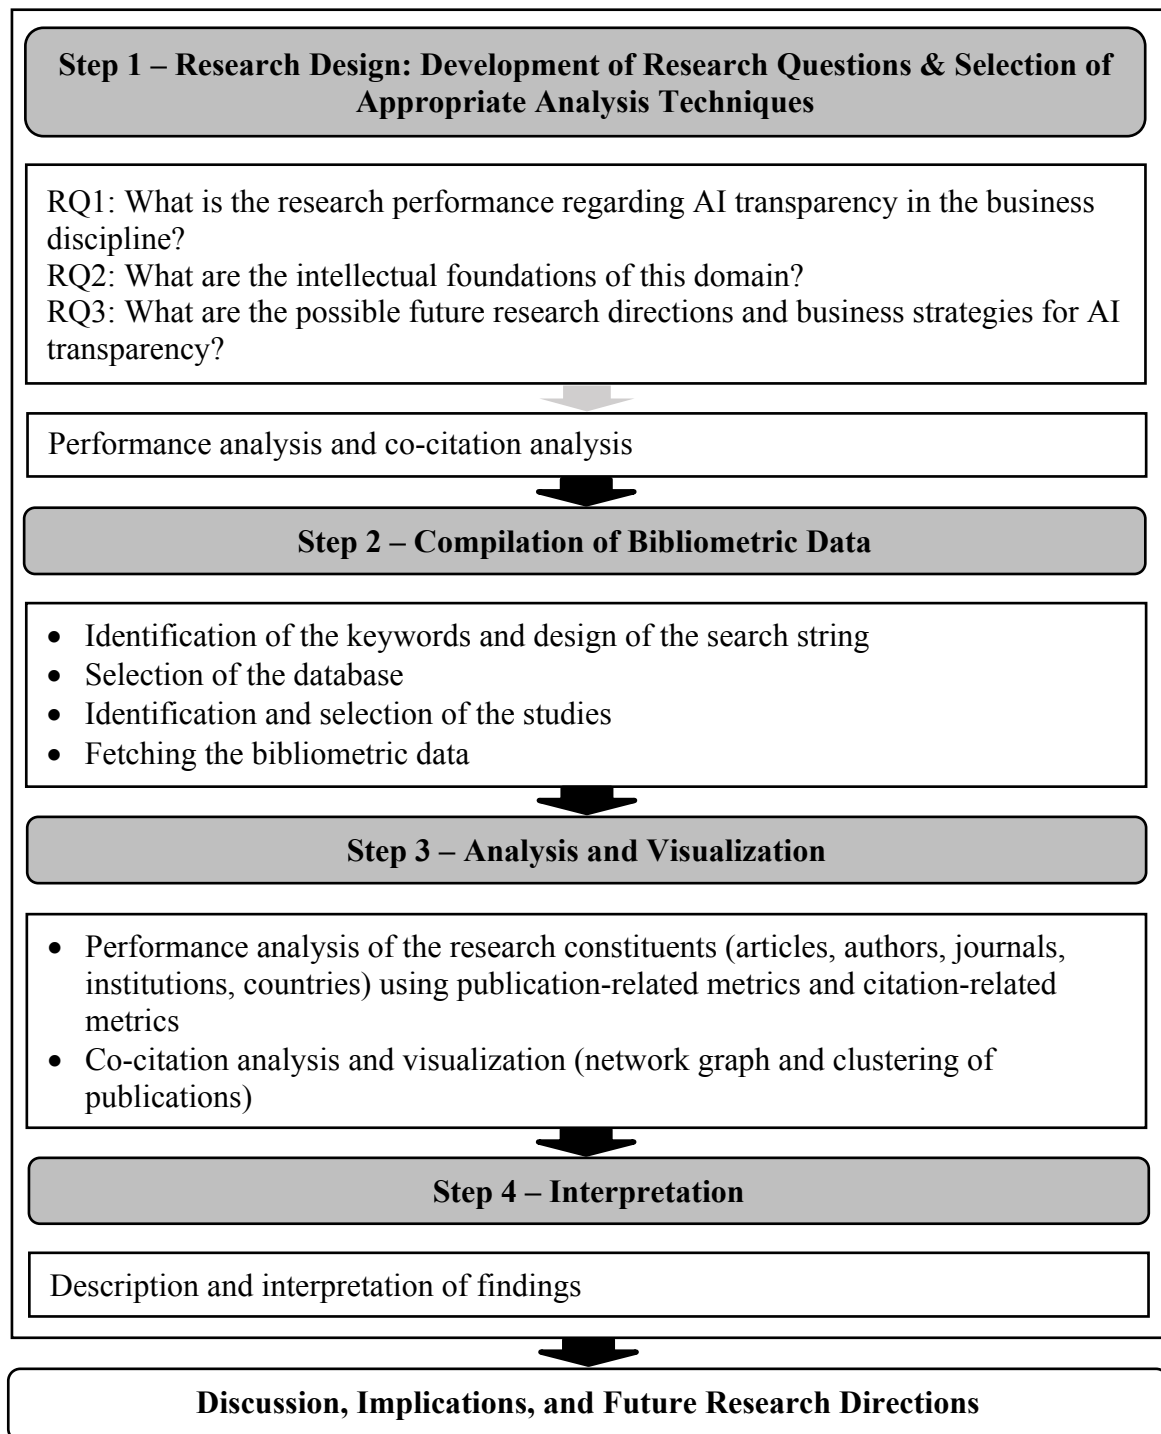 Step 1 – Research Design: Development of Research Questions & Selection of
Appropriate Analysis Techniques
RQ1: What is the research performance regarding AI transparency in the business
discipline?
RQ2: What are the intellectual foundations of this domain?
RQ3: What are the possible future research directions and business strategies for AI
transparency?
Performance analysis and co-citation analysis
Step 2 – Compilation of Bibliometric Data
• Identification of the keywords and design of the search string
• Selection of the database
• Identification and selection of the studies
• Fetching the bibliometric data
Step 3 – Analysis and Visualization
• Performance analysis of the research constituents (articles, authors, journals,
institutions, countries) using publication-related metrics and citation-related
metrics
• Co-citation analysis and visualization (network graph and clustering of
publications)
Step 4 – Interpretation
Description and interpretation of findings
Discussion, Implications, and Future Research Directions